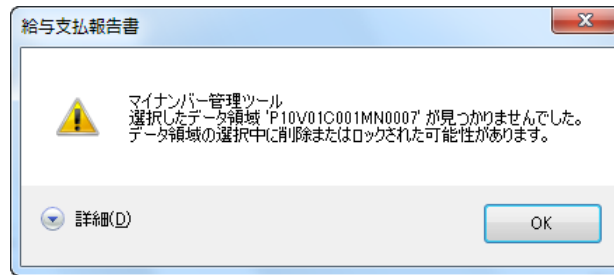 給与支払報告書
マイナンバー管理ツール
選択したデータ領域 'P10V01C001MN0007' が見つかりませんでした。
データ領域の選択中に削除またはロックされた可能性があります。
詳細(D)
OK